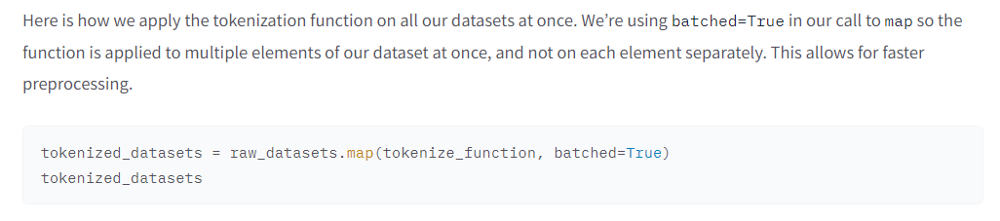 Here is how we apply the tokenization function on all our datasets at once. We’re using batched=True in our call to map so the
function is applied to multiple elements of our dataset at once, and not on each element separately. This allows for faster
preprocessing.
tokenized_datasets = raw_datasets.map(tokenize_function, batched=True)
tokenized_datasets